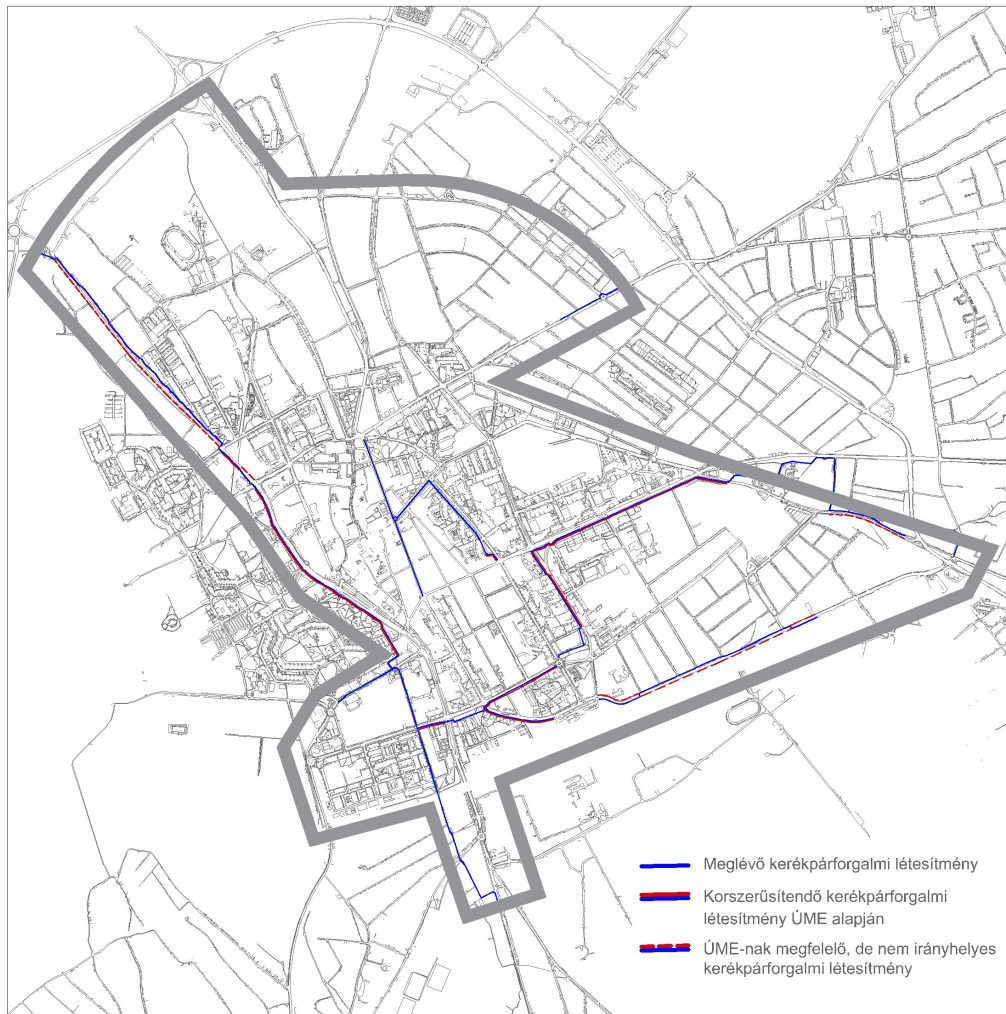 Meglévő kerékpárforgalmi létesítmény
Korszerűsítendő kerékpárforgalmi
létesítmény ÚME alapján
ÚME-nak megfelelő, de nem irányhelyes
kerékpárforgalmi létesítmény